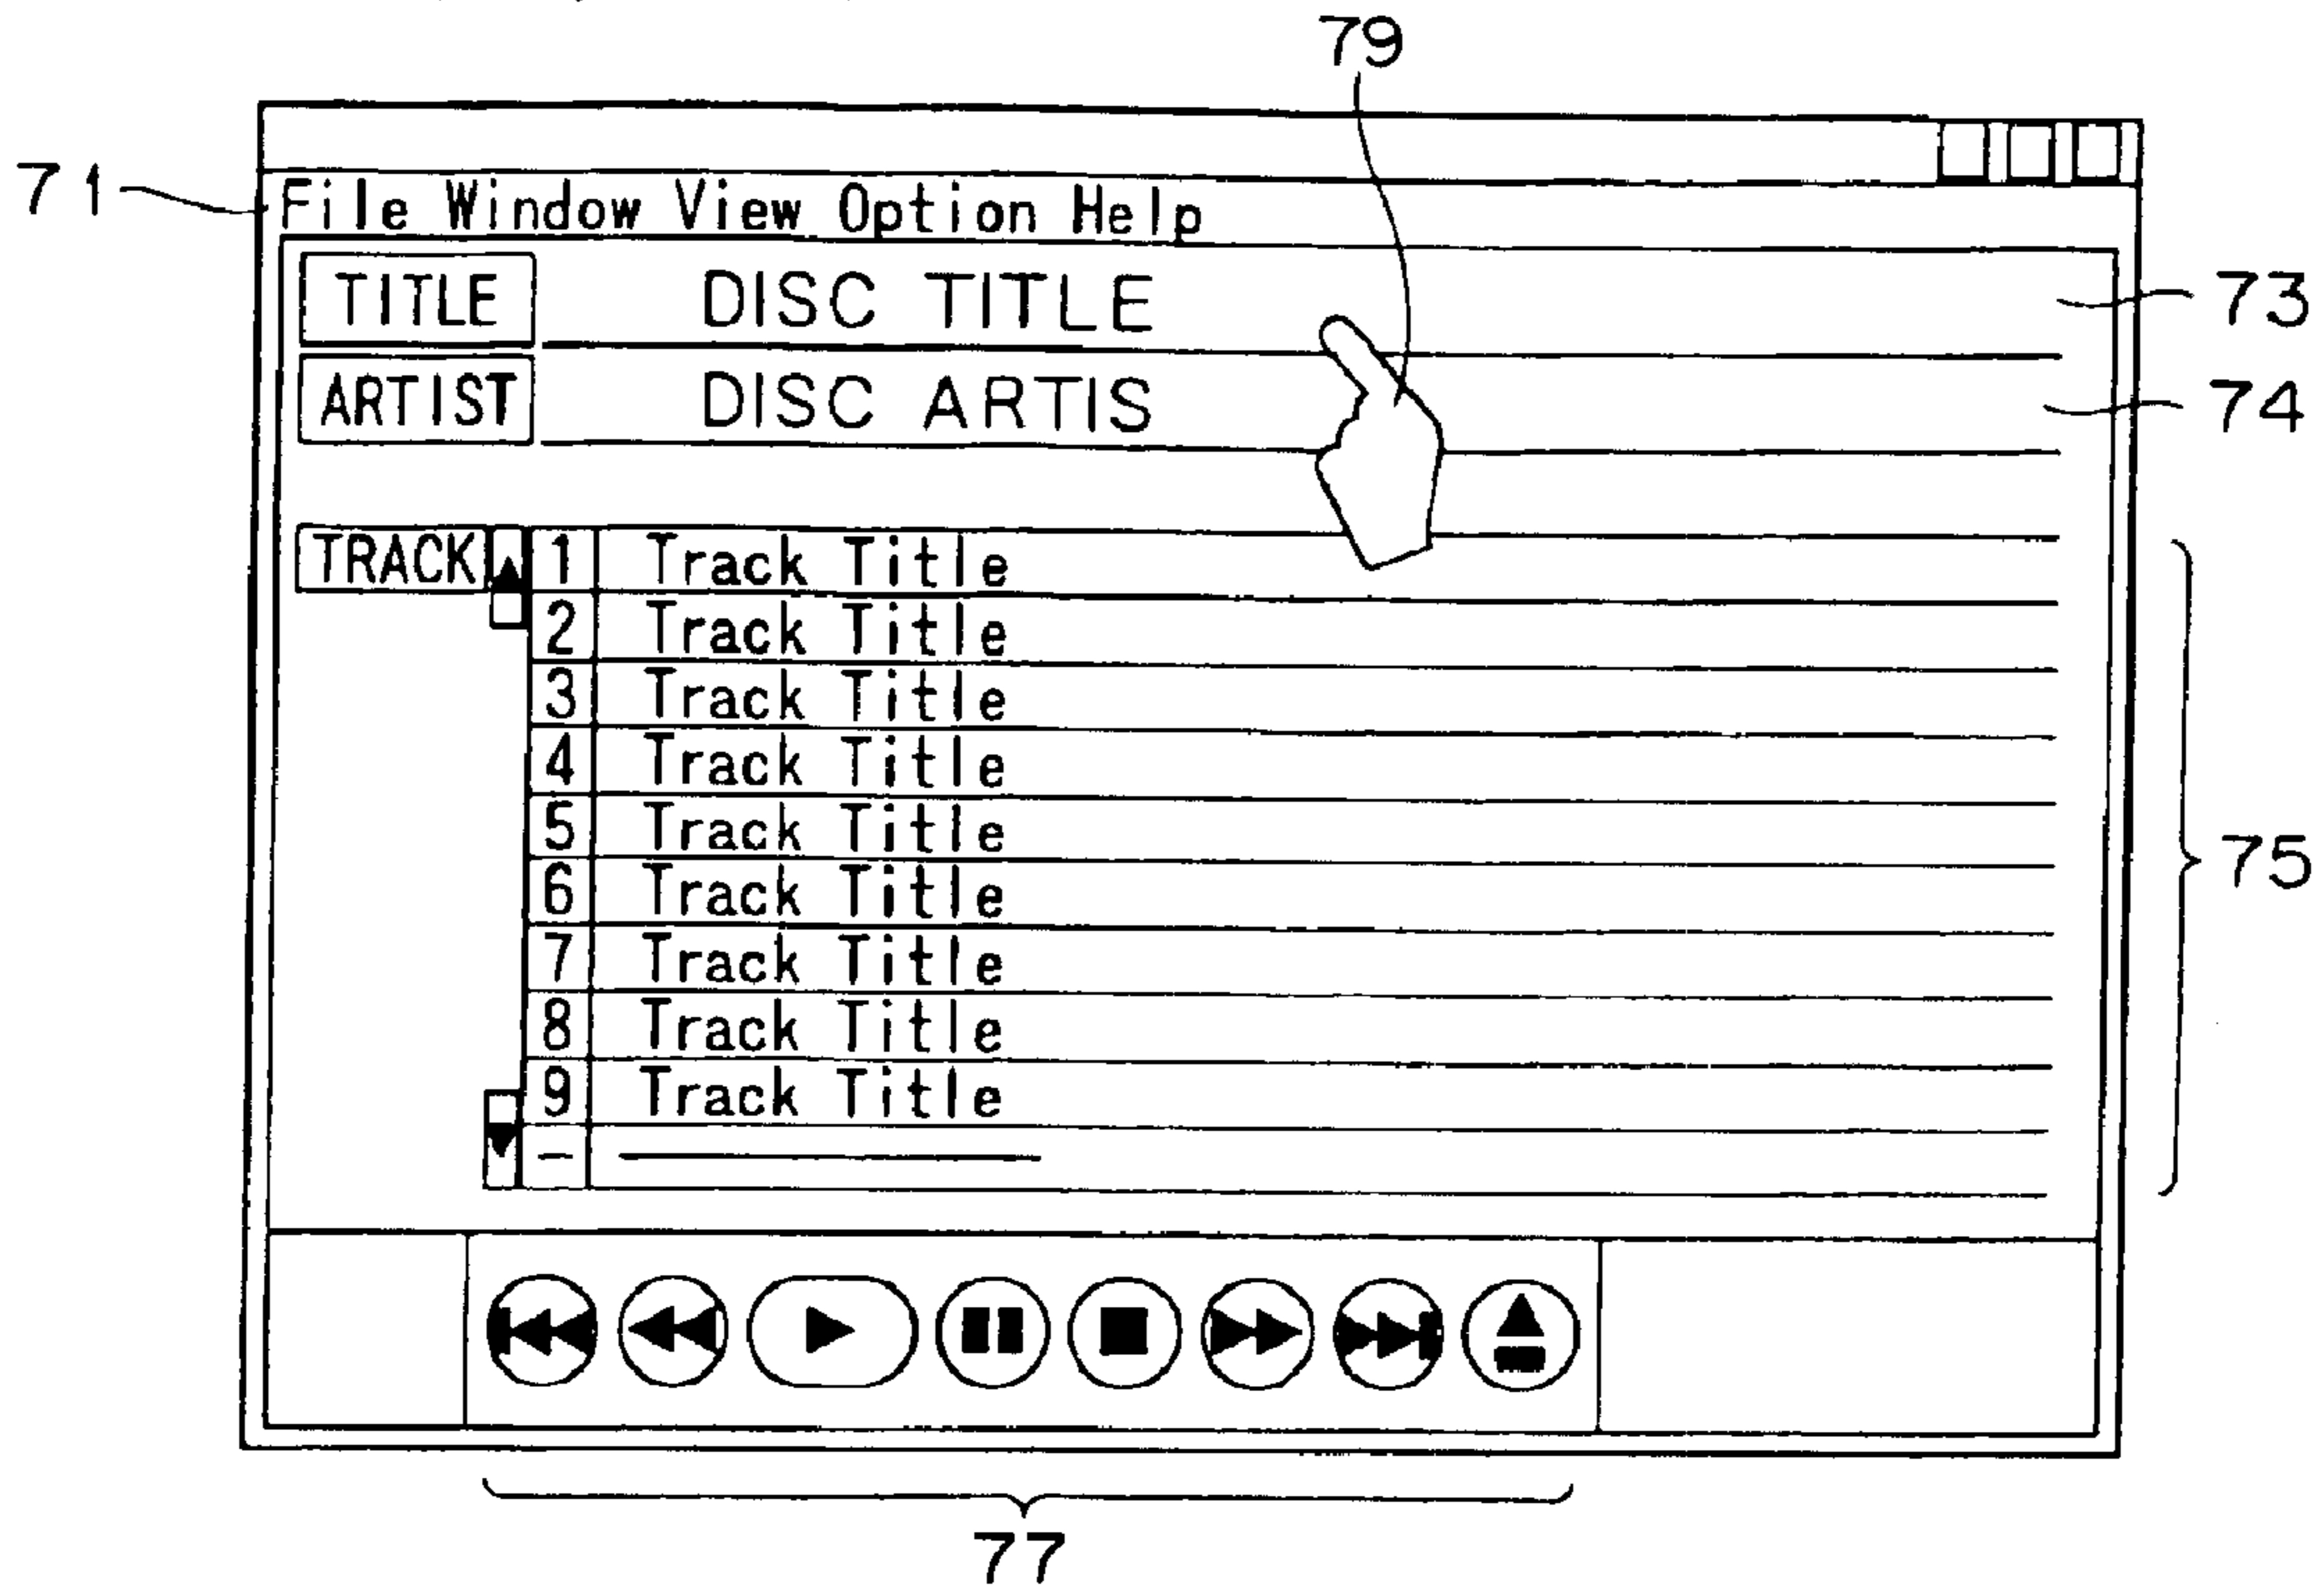 79
71
File Window View Option Help
TITLE DISC TITLE 73
ARTIST DISC ARTIS 74
TRACK 1 Track Title
2 Track Title
3 Track Title
4 Track Title
5 Track Title
75
6 Track Title
7 Track Title
8 Track Title
9 Track Title
–
77